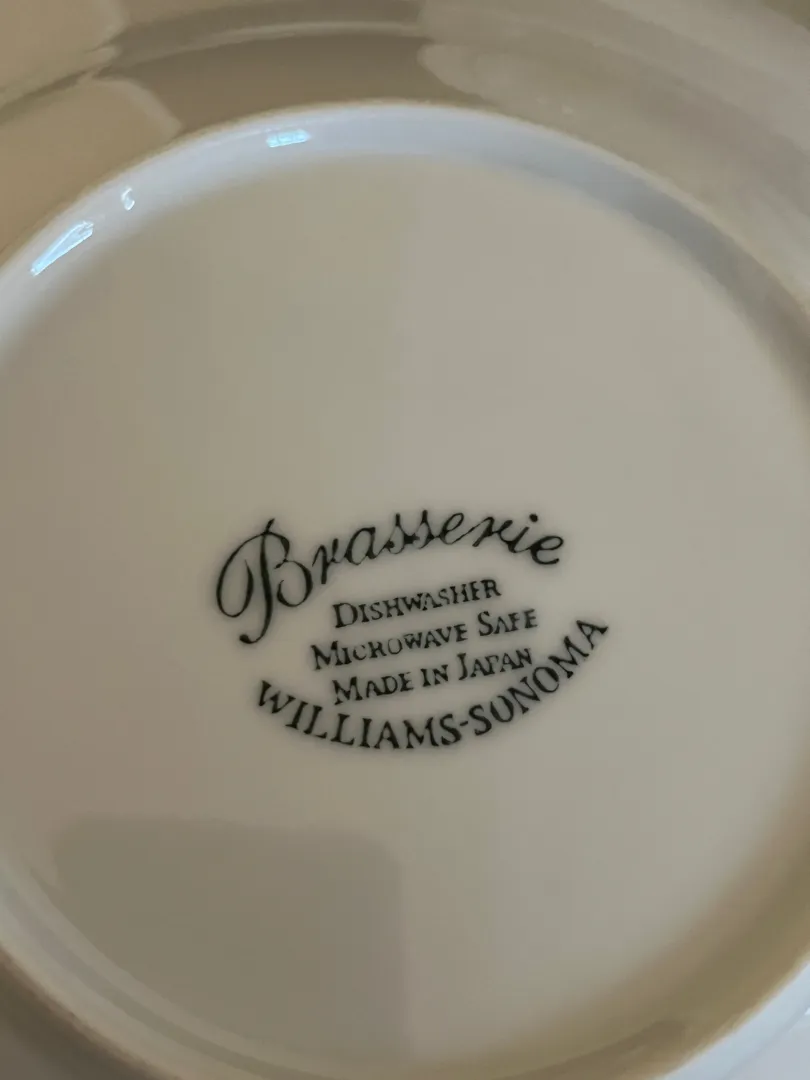 Brasserie
DISHWASHER
MICROWAVE SAFE
MADE IN JAPAN
WILLIAMS-SONOMA